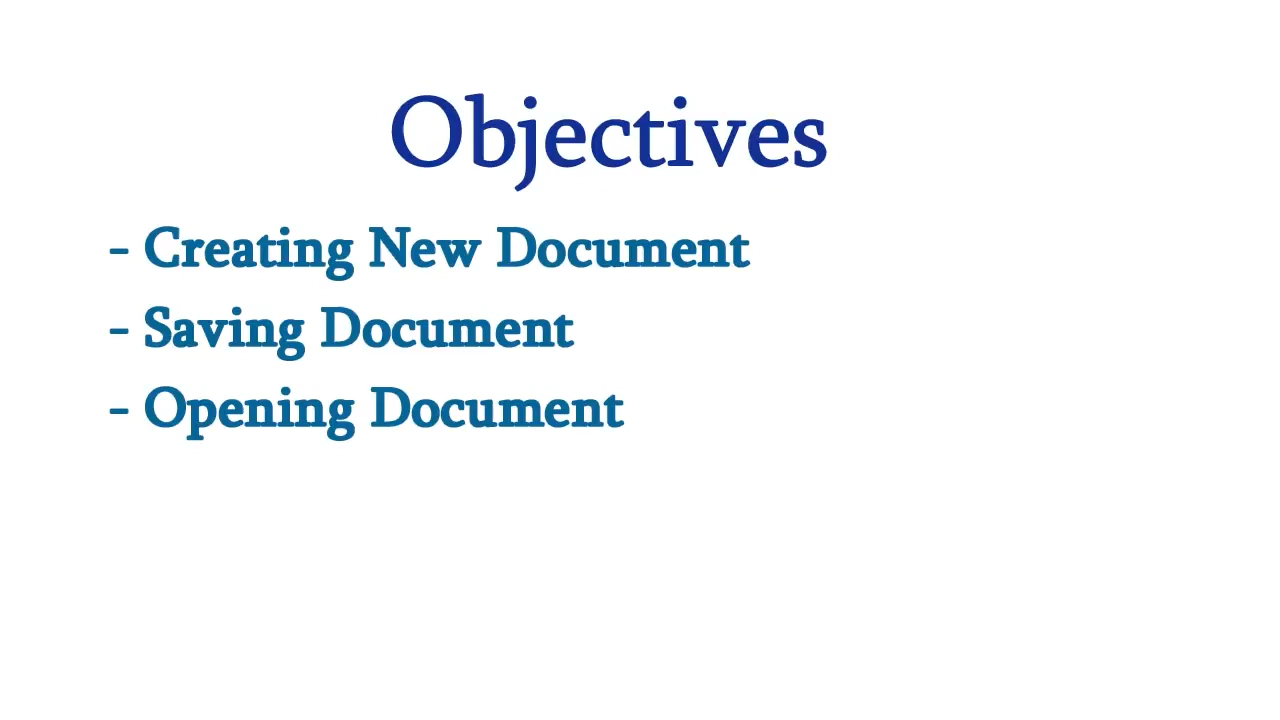 Objectives
- Creating New Document
- Saving Document
- Opening Document